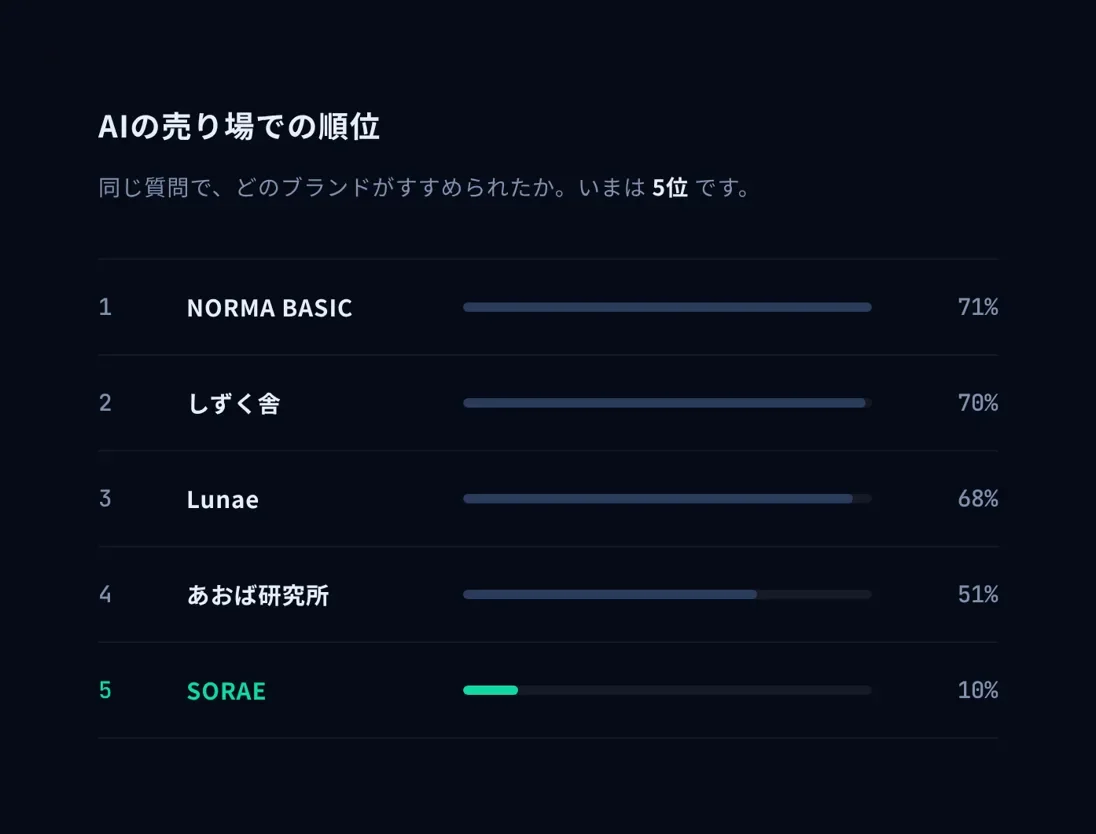 AIの売り場での順位
同じ質問で、どのブランドがすすめられたか。いまは 5位 です。
1 NORMA BASIC 71%
2 しずく舎 70%
3 Lunae 68%
4 あおば研究所 51%
5 SORAE 10%